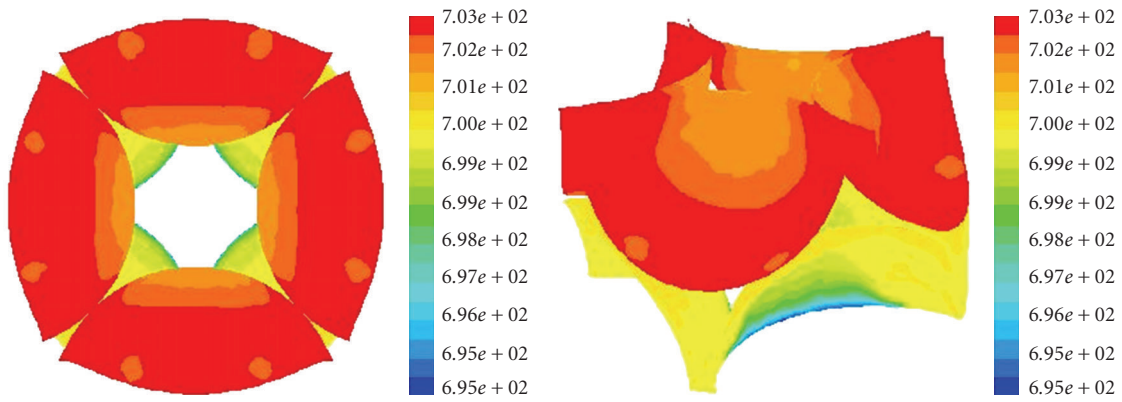 7.03e + 02
7.02e + 02
7.01e + 02
7.00e + 02
6.99e + 02
6.99e + 02
6.98e + 02
6.97e + 02
6.96e + 02
6.95e + 02
6.95e + 02
7.03e + 02
7.02e + 02
7.01e + 02
7.00e + 02
6.99e + 02
6.99e + 02
6.98e + 02
6.97e + 02
6.96e + 02
6.95e + 02
6.95e + 02